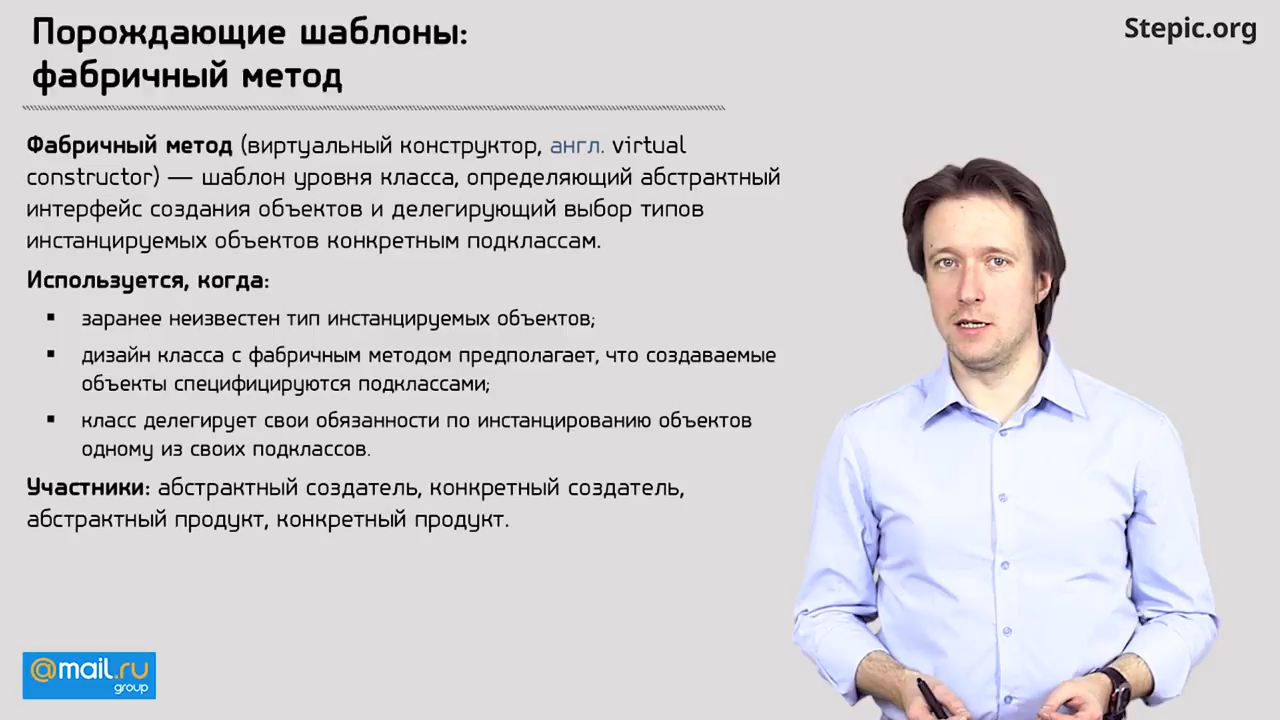 Порождающие шаблоны:
фабричный метод
Stepic.org
Фабричный метод (виртуальный конструктор, англ. virtual
constructor) — шаблон уровня класса, определяющий абстрактный
интерфейс создания объектов и делегирующий выбор типов
инстанцируемых объектов конкретным подклассам.
Используется, когда:
▪ заранее неизвестен тип инстанцируемых объектов;
▪ дизайн класса с фабричным методом предполагает, что создаваемые
объекты специфицируются подклассами;
▪ класс делегирует свои обязанности по инстанцированию объектов
одному из своих подклассов.
Участники: абстрактный создатель, конкретный создатель,
абстрактный продукт, конкретный продукт.
@mail.ru
group